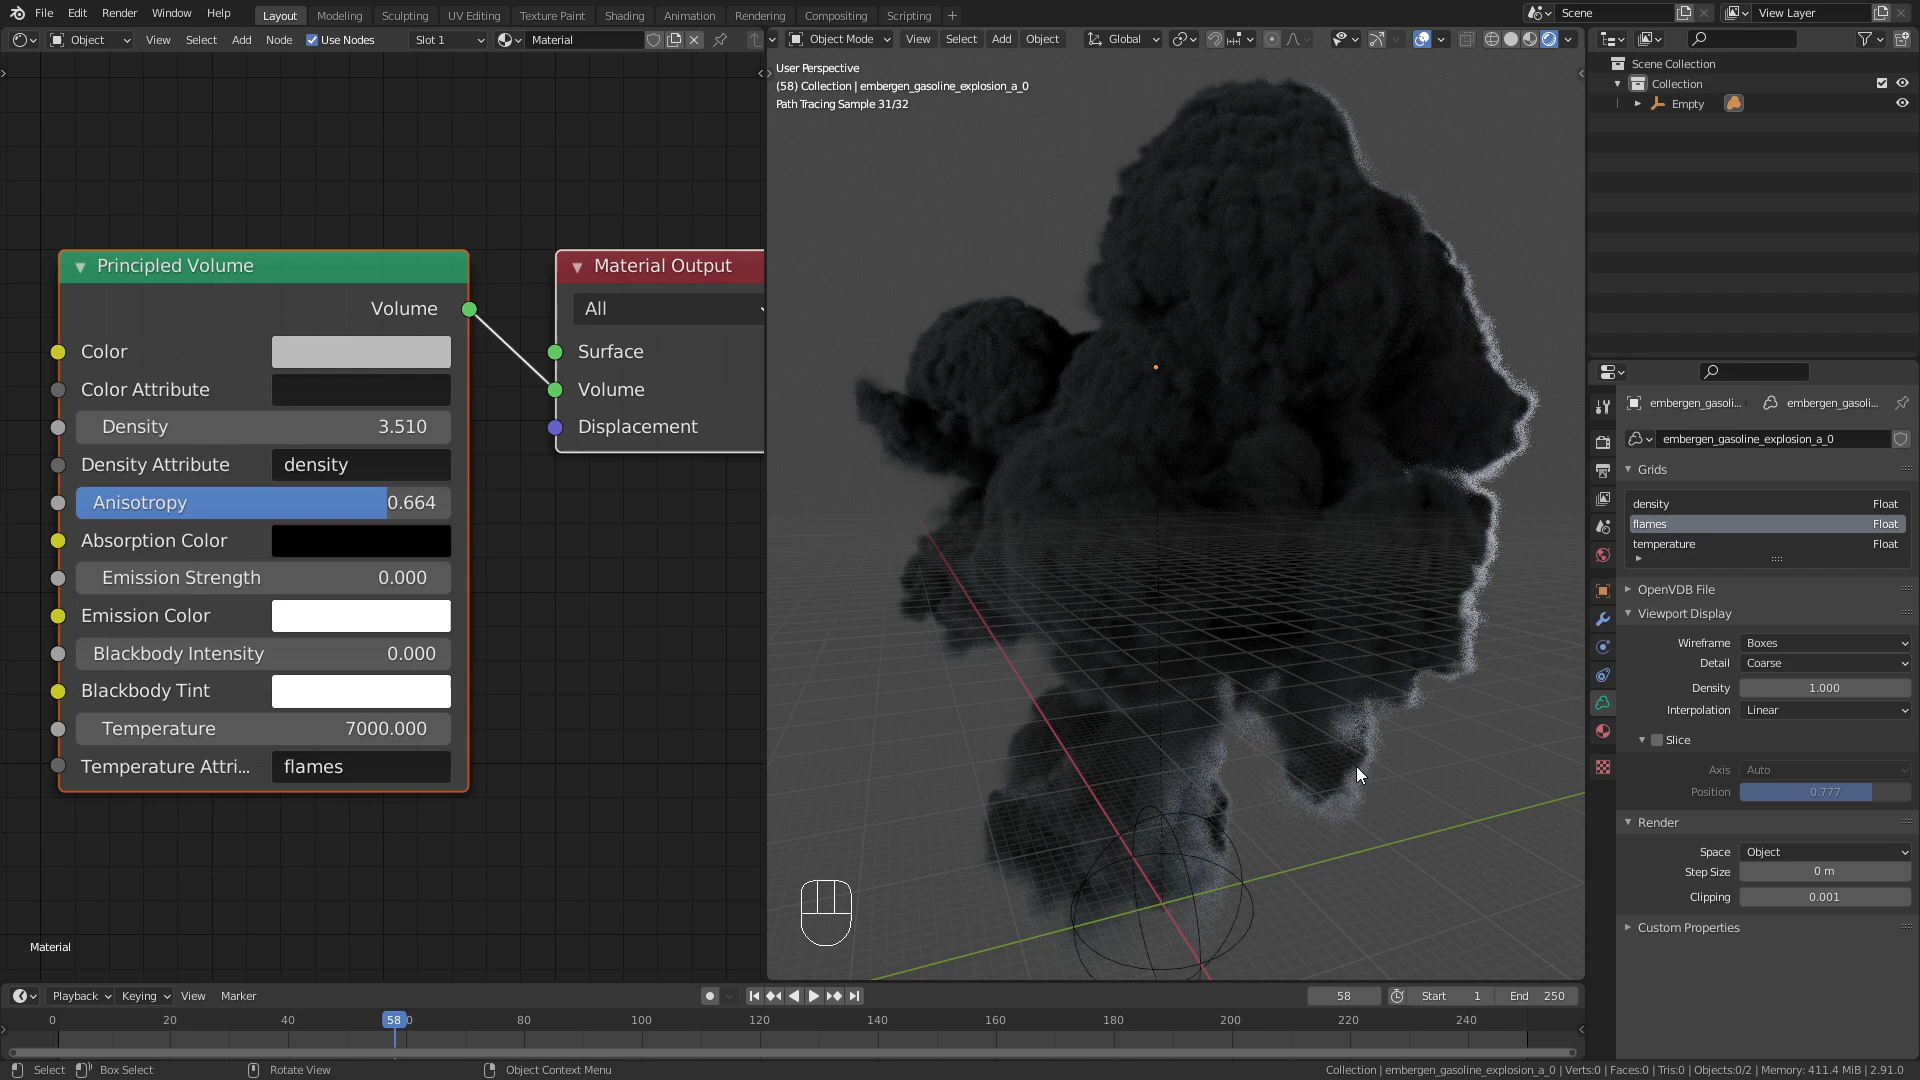 File Edit Render Window Help Layout Modeling Sculpting UV Editing Texture Paint Shading Animation Rendering Compositing Scripting + Scene View Layer
Object View Select Add Node Use Nodes Slot 1 Material
Object Mode View Select Add Object Global
User Perspective
(58) Collection | embergen_gasoline_explosion_a_0
Path Tracing Sample 31/32
Principled Volume
Volume
Color
Color Attribute
Density 3.510
Density Attribute density
Anisotropy 0.664
Absorption Color
Emission Strength 0.000
Emission Color
Blackbody Intensity 0.000
Blackbody Tint
Temperature 7000.000
Temperature Attri... flames
Material Output
All
Surface
Volume
Displacement
Material
Scene Collection
Collection
Empty
embergen_gasoli... embergen_gasoli...
embergen_gasoline_explosion_a_0
Grids
density Float
flames Float
temperature Float
OpenVDB File
Viewport Display
Wireframe Boxes
Detail Coarse
Density 1.000
Interpolation Linear
Slice
Axis Auto
Position 0.777
Render
Space Object
Step Size 0 m
Clipping 0.001
Custom Properties
Playback Keying View Marker 58 Start 1 End 250
0 20 40 58 0 80 100 120 140 160 180 200 220 240
Select Box Select Rotate View Object Context Menu Collection | embergen_gasoline_explosion_a_0 | Verts:0 | Faces:0 | Tris:0 | Objects:0/2 | Memory: 411.4 MiB | 2.91.0